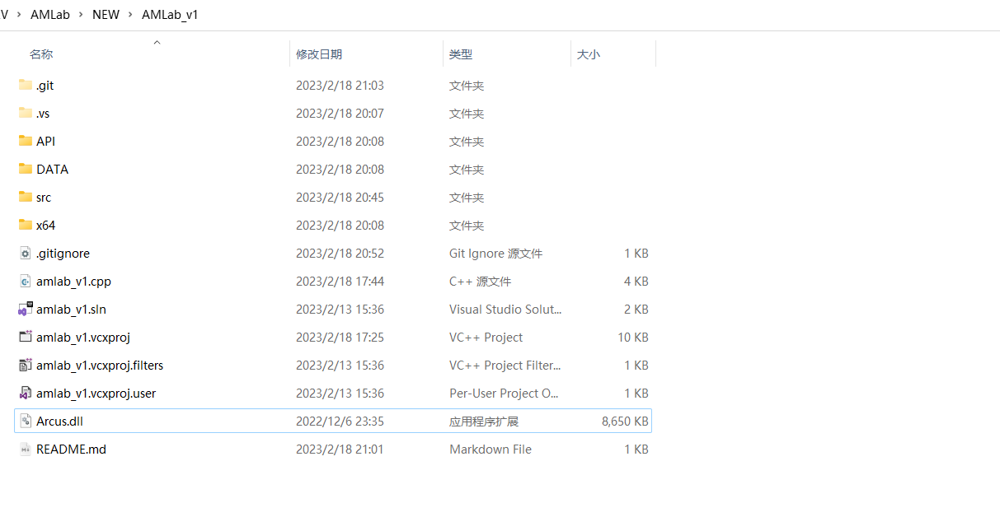 V › AMLab › NEW › AMLab_v1
名称 修改日期 类型 大小
.git 2023/2/18 21:03 文件夹
.vs 2023/2/18 20:07 文件夹
API 2023/2/18 20:08 文件夹
DATA 2023/2/18 20:08 文件夹
src 2023/2/18 20:45 文件夹
x64 2023/2/18 20:08 文件夹
.gitignore 2023/2/18 20:52 Git Ignore 源文件 1 KB
amlab_v1.cpp 2023/2/18 17:44 C++ 源文件 4 KB
amlab_v1.sln 2023/2/13 15:36 Visual Studio Solut... 2 KB
amlab_v1.vcxproj 2023/2/18 17:25 VC++ Project 10 KB
amlab_v1.vcxproj.filters 2023/2/13 15:36 VC++ Project Filter... 1 KB
amlab_v1.vcxproj.user 2023/2/13 15:36 Per-User Project O... 1 KB
Arcus.dll 2022/12/6 23:35 应用程序扩展 8,650 KB
README.md 2023/2/18 21:01 Markdown File 1 KB